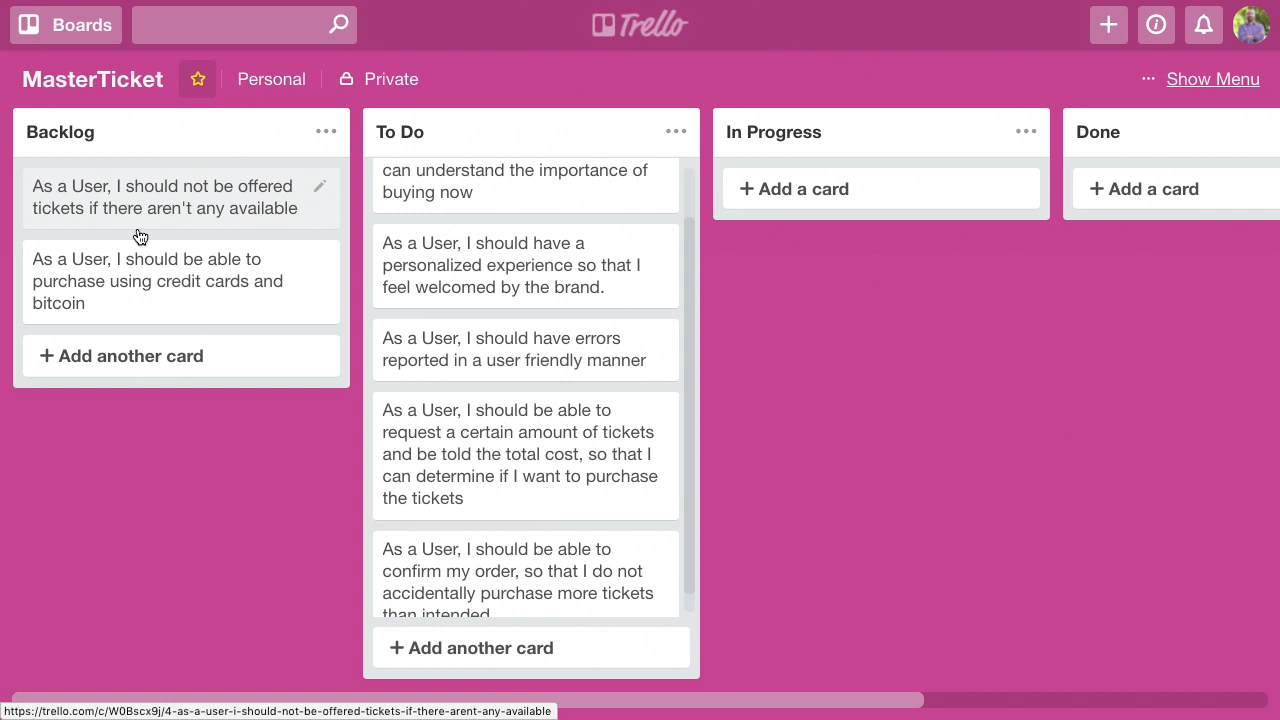 Boards
Trello
MasterTicket
Personal
Private
··· Show Menu
Backlog
As a User, I should not be offered
tickets if there aren't any available
As a User, I should be able to
purchase using credit cards and
bitcoin
+ Add another card
To Do
can understand the importance of
buying now
As a User, I should have a
personalized experience so that I
feel welcomed by the brand.
As a User, I should have errors
reported in a user friendly manner
As a User, I should be able to
request a certain amount of tickets
and be told the total cost, so that I
can determine if I want to purchase
the tickets
As a User, I should be able to
confirm my order, so that I do not
accidentally purchase more tickets
than intended
+ Add another card
In Progress
+ Add a card
Done
+ Add a card
https://trello.com/c/W0Bscx9j/4-as-a-user-i-should-not-be-offered-tickets-if-there-arent-any-available